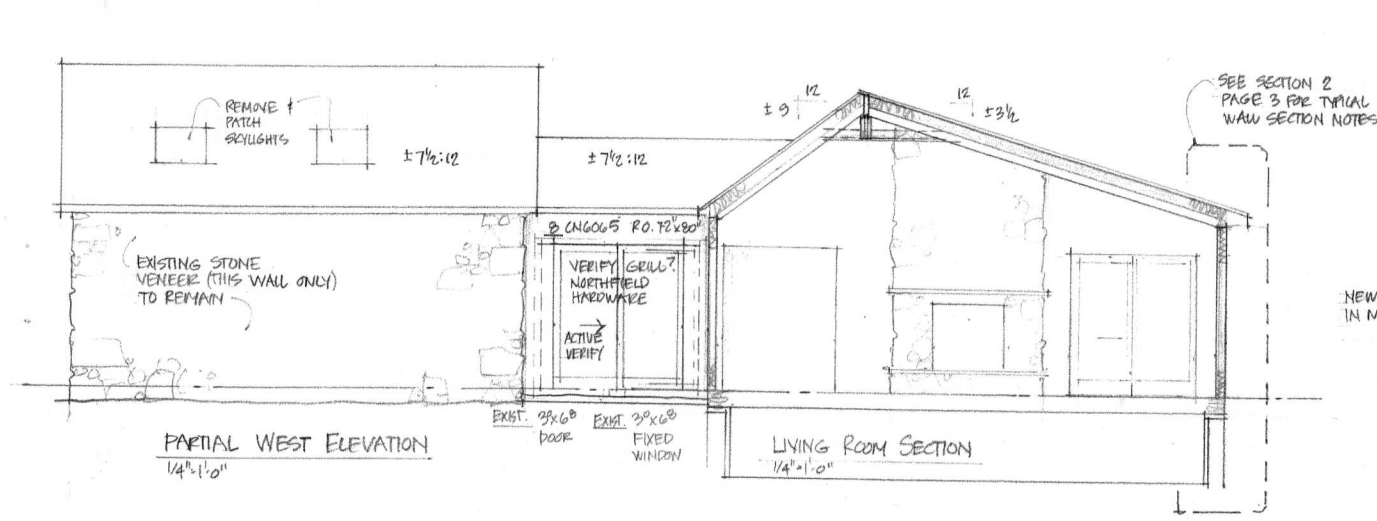 REMOVE &
PATCH
SKYLIGHTS
± 7½:12
± 7½:12
± 9
12
12
± 3½
SEE SECTION 2
PAGE 3 FOR TYPICAL
WALL SECTION NOTES
EXISTING STONE
VENEER (THIS WALL ONLY)
TO REMAIN
8 CN6065 R.O. 72"x80"
VERIFY GRILL?
NORTHFIELD
HARDWARE
ACTIVE
VERIFY
NEW
IN
EXIST. 3⁰x6⁸
DOOR
EXIST. 3⁰x6⁸
FIXED
WINDOW
PARTIAL WEST ELEVATION
1/4"=1'-0"
LIVING ROOM SECTION
1/4"=1'-0"